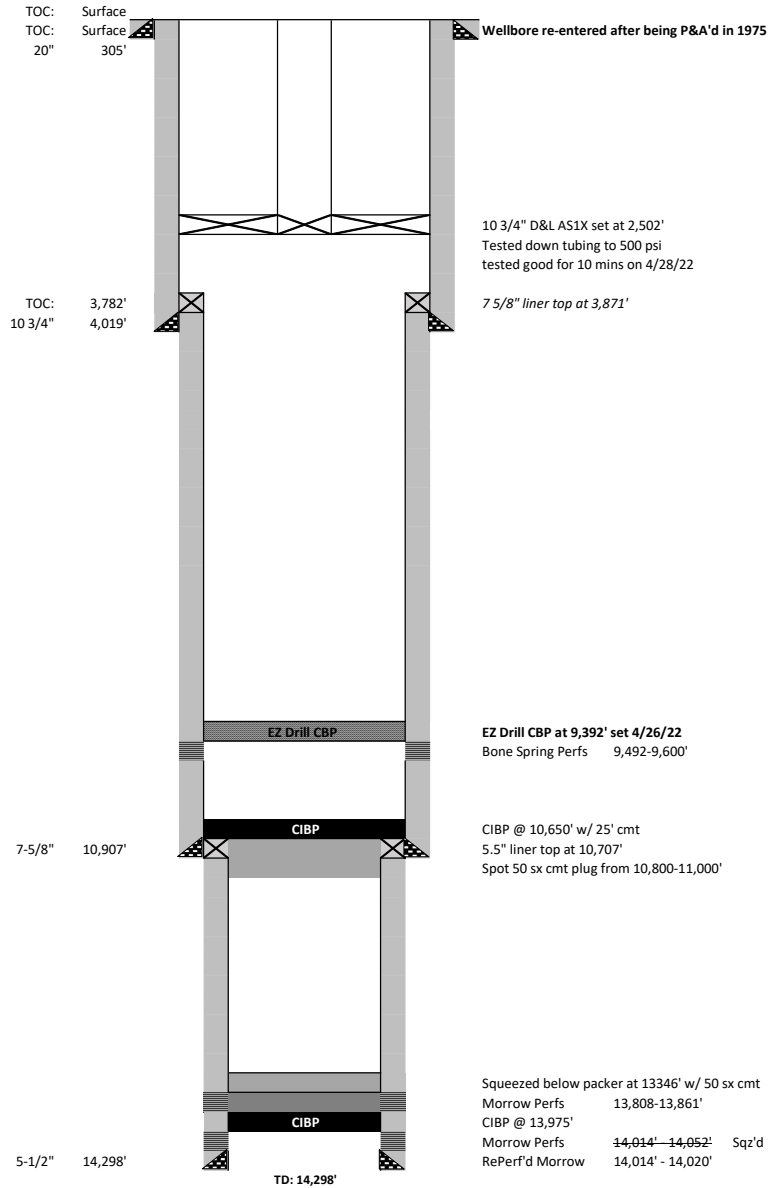 TOC: Surface
TOC: Surface Wellbore re-entered after being P&A'd in 1975
20" 305'
10 3/4" D&L AS1X set at 2,502'
Tested down tubing to 500 psi
tested good for 10 mins on 4/28/22
TOC: 3,782' 7 5/8" liner top at 3,871'
10 3/4" 4,019'
EZ Drill CBP EZ Drill CBP at 9,392' set 4/26/22
Bone Spring Perfs 9,492-9,600'
CIBP CIBP @ 10,650' w/ 25' cmt
7-5/8" 10,907' 5.5" liner top at 10,707'
Spot 50 sx cmt plug from 10,800-11,000'
Squeezed below packer at 13346' w/ 50 sx cmt
Morrow Perfs 13,808-13,861'
CIBP CIBP @ 13,975'
Morrow Perfs 14,014' - 14,052' Sqz'd
5-1/2" 14,298' RePerf'd Morrow 14,014' - 14,020'
TD: 14,298'